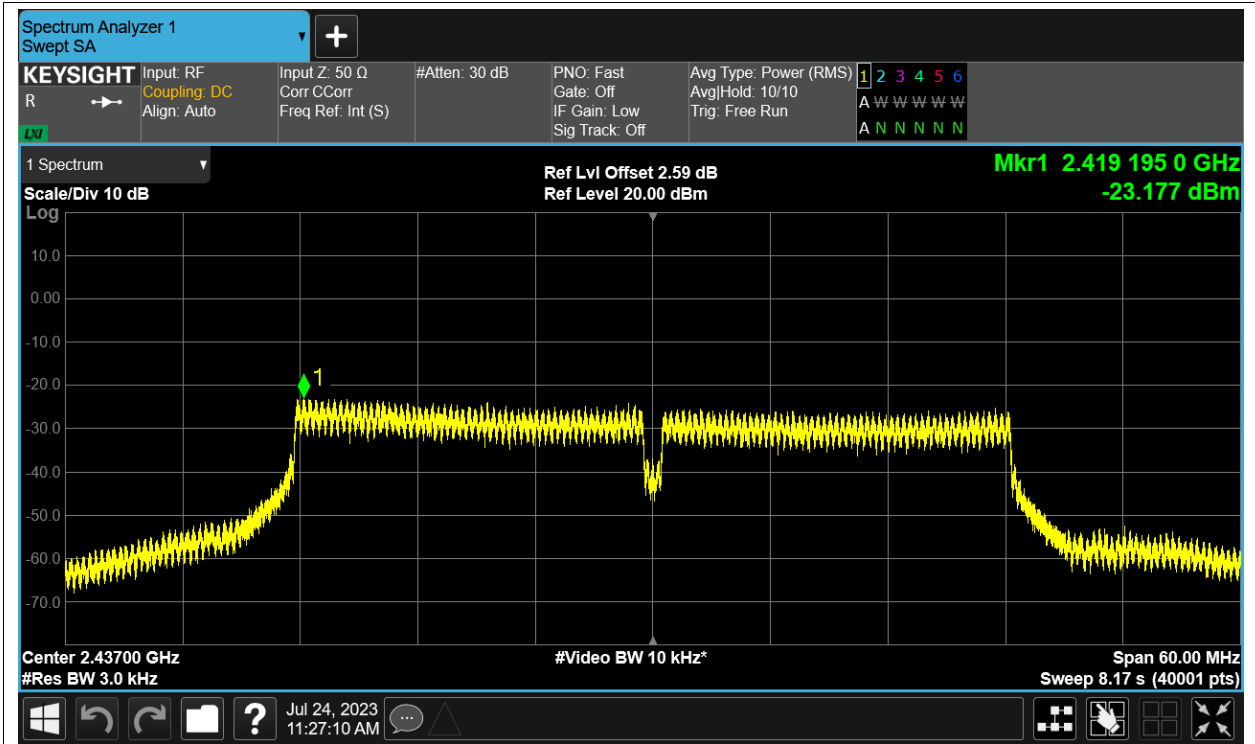 Spectrum Analyzer 1
Swept SA
KEYSIGHT
R
LXI
Input: RF
Coupling: DC
Align: Auto
Input Z: 50 Ω
Corr CCorr
Freq Ref: Int (S)
#Atten: 30 dB
PNO: Fast
Gate: Off
IF Gain: Low
Sig Track: Off
Avg Type: Power (RMS)
Avg|Hold: 10/10
Trig: Free Run
1 2 3 4 5 6
A W W W W W
A N N N N N
1 Spectrum
Scale/Div 10 dB
Log
Ref Lvl Offset 2.59 dB
Ref Level 20.00 dBm
Mkr1 2.419 195 0 GHz
-23.177 dBm
10.0
0.00
-10.0
-20.0
-30.0
-40.0
-50.0
-60.0
-70.0
1
Center 2.43700 GHz
#Res BW 3.0 kHz
#Video BW 10 kHz*
Span 60.00 MHz
Sweep 8.17 s (40001 pts)
?
Jul 24, 2023
11:27:10 AM